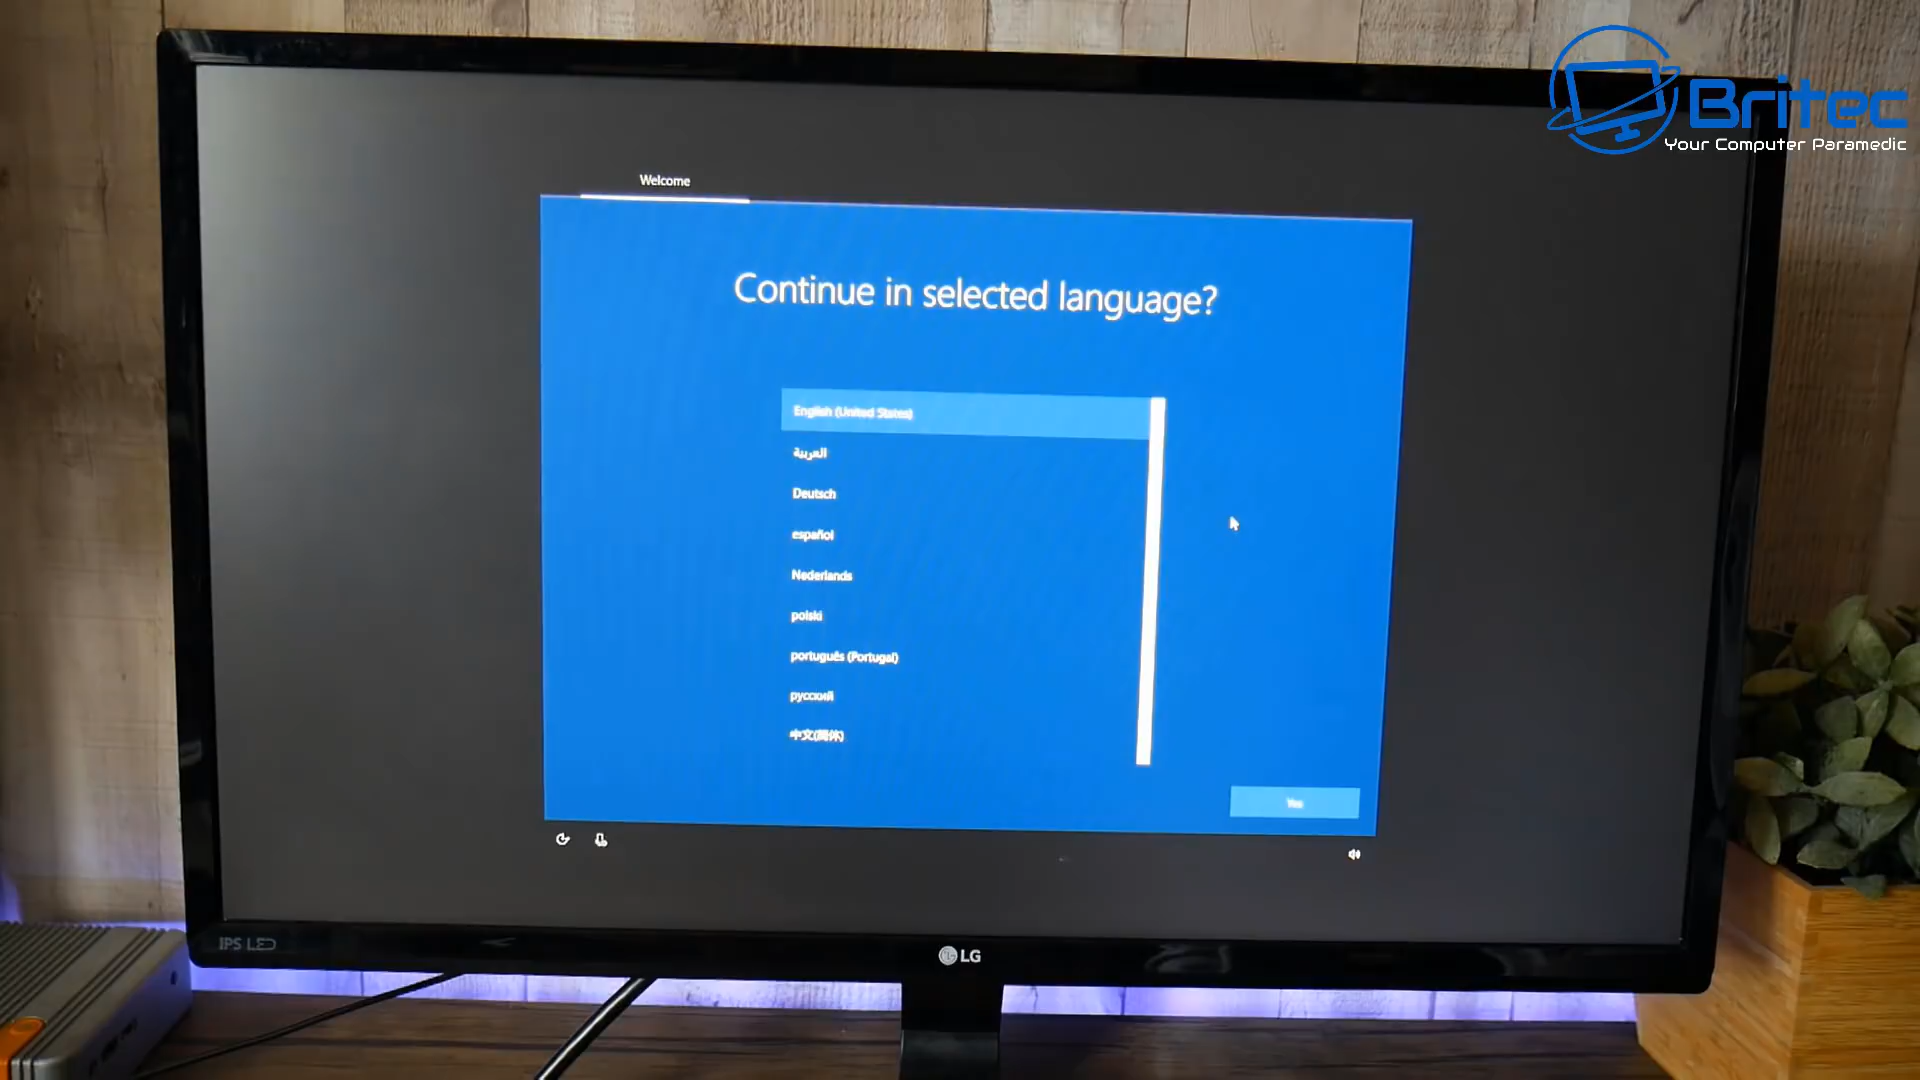 Britec
Your Computer Paramedic
Welcome
Continue in selected language?
English (United States)
العربية
Deutsch
español
Nederlands
polski
português (Portugal)
русский
中文(简体)
Yes
IPS LED
LG